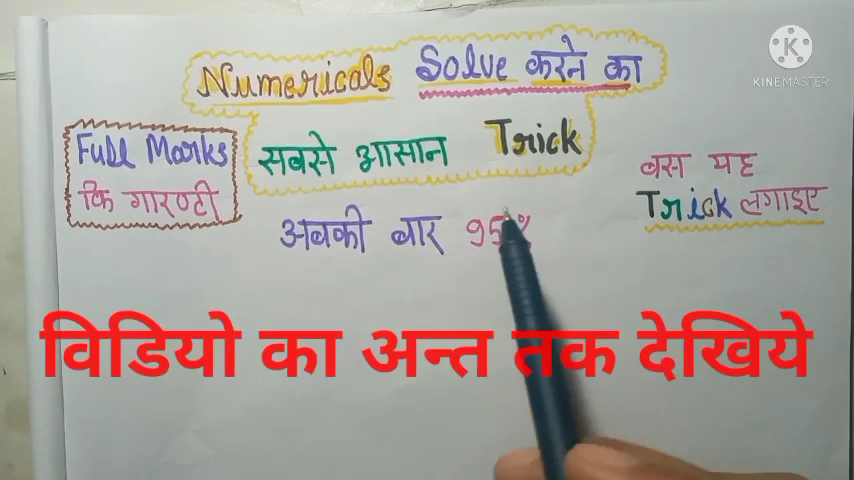 Numericals Solve करने का
सबसे आसान Trick
Full Marks
कि गारण्टी
बस यह
Trick लगाइए
अबकी बार 95%
विडियो का अन्त तक देखिये
KINEMASTER